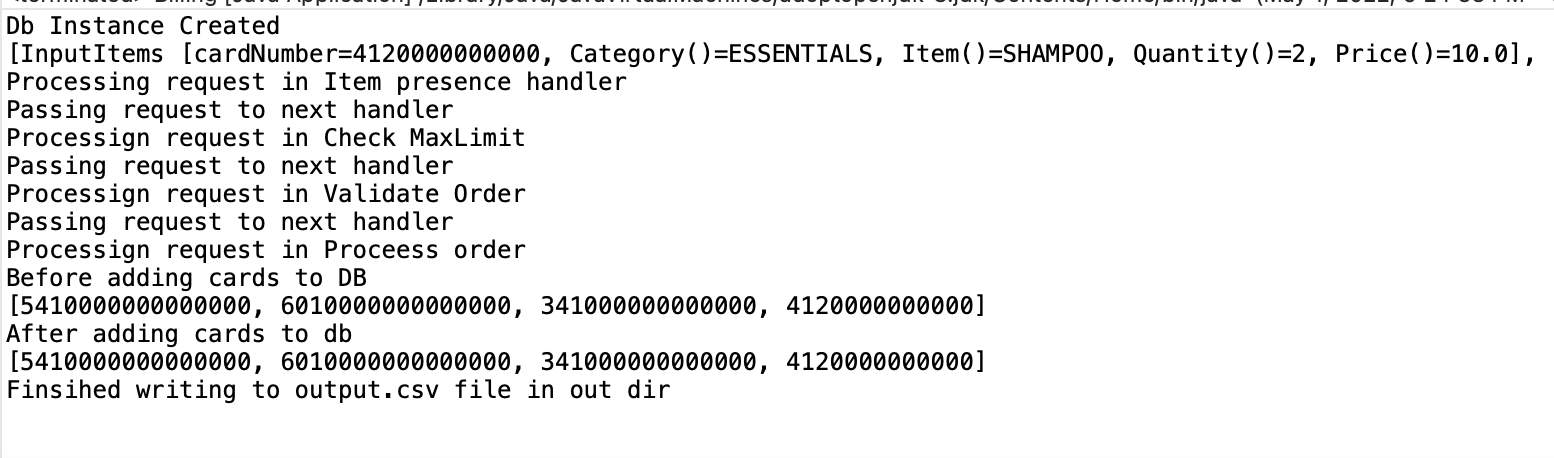 Db Instance Created
[InputItems [cardNumber=4120000000000, Category()=ESSENTIALS, Item()=SHAMPOO, Quantity()=2, Price()=10.0],
Processing request in Item presence handler
Passing request to next handler
Processign request in Check MaxLimit
Passing request to next handler
Processign request in Validate Order
Passing request to next handler
Processign request in Proceess order
Before adding cards to DB
[5410000000000000, 6010000000000000, 341000000000000, 4120000000000]
After adding cards to db
[5410000000000000, 6010000000000000, 341000000000000, 4120000000000]
Finsihed writing to output.csv file in out dir